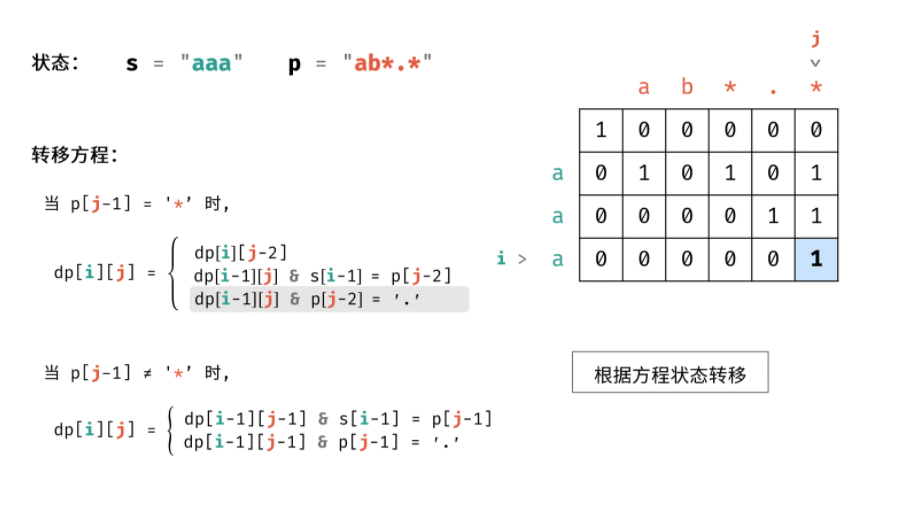 状态： s = "aaa" p = "ab*.*"
j
˅
a b * . *
1 0 0 0 0 0
a 0 1 0 1 0 1
a 0 0 0 0 1 1
i > a 0 0 0 0 0 1
转移方程：
当 p[j-1] = '*' 时，
dp[i][j] = {
dp[i][j-2]
dp[i-1][j] & s[i-1] = p[j-2]
dp[i-1][j] & p[j-2] = '.'
当 p[j-1] ≠ '*' 时，
dp[i][j] = {
dp[i-1][j-1] & s[i-1] = p[j-1]
dp[i-1][j-1] & p[j-1] = '.'
根据方程状态转移